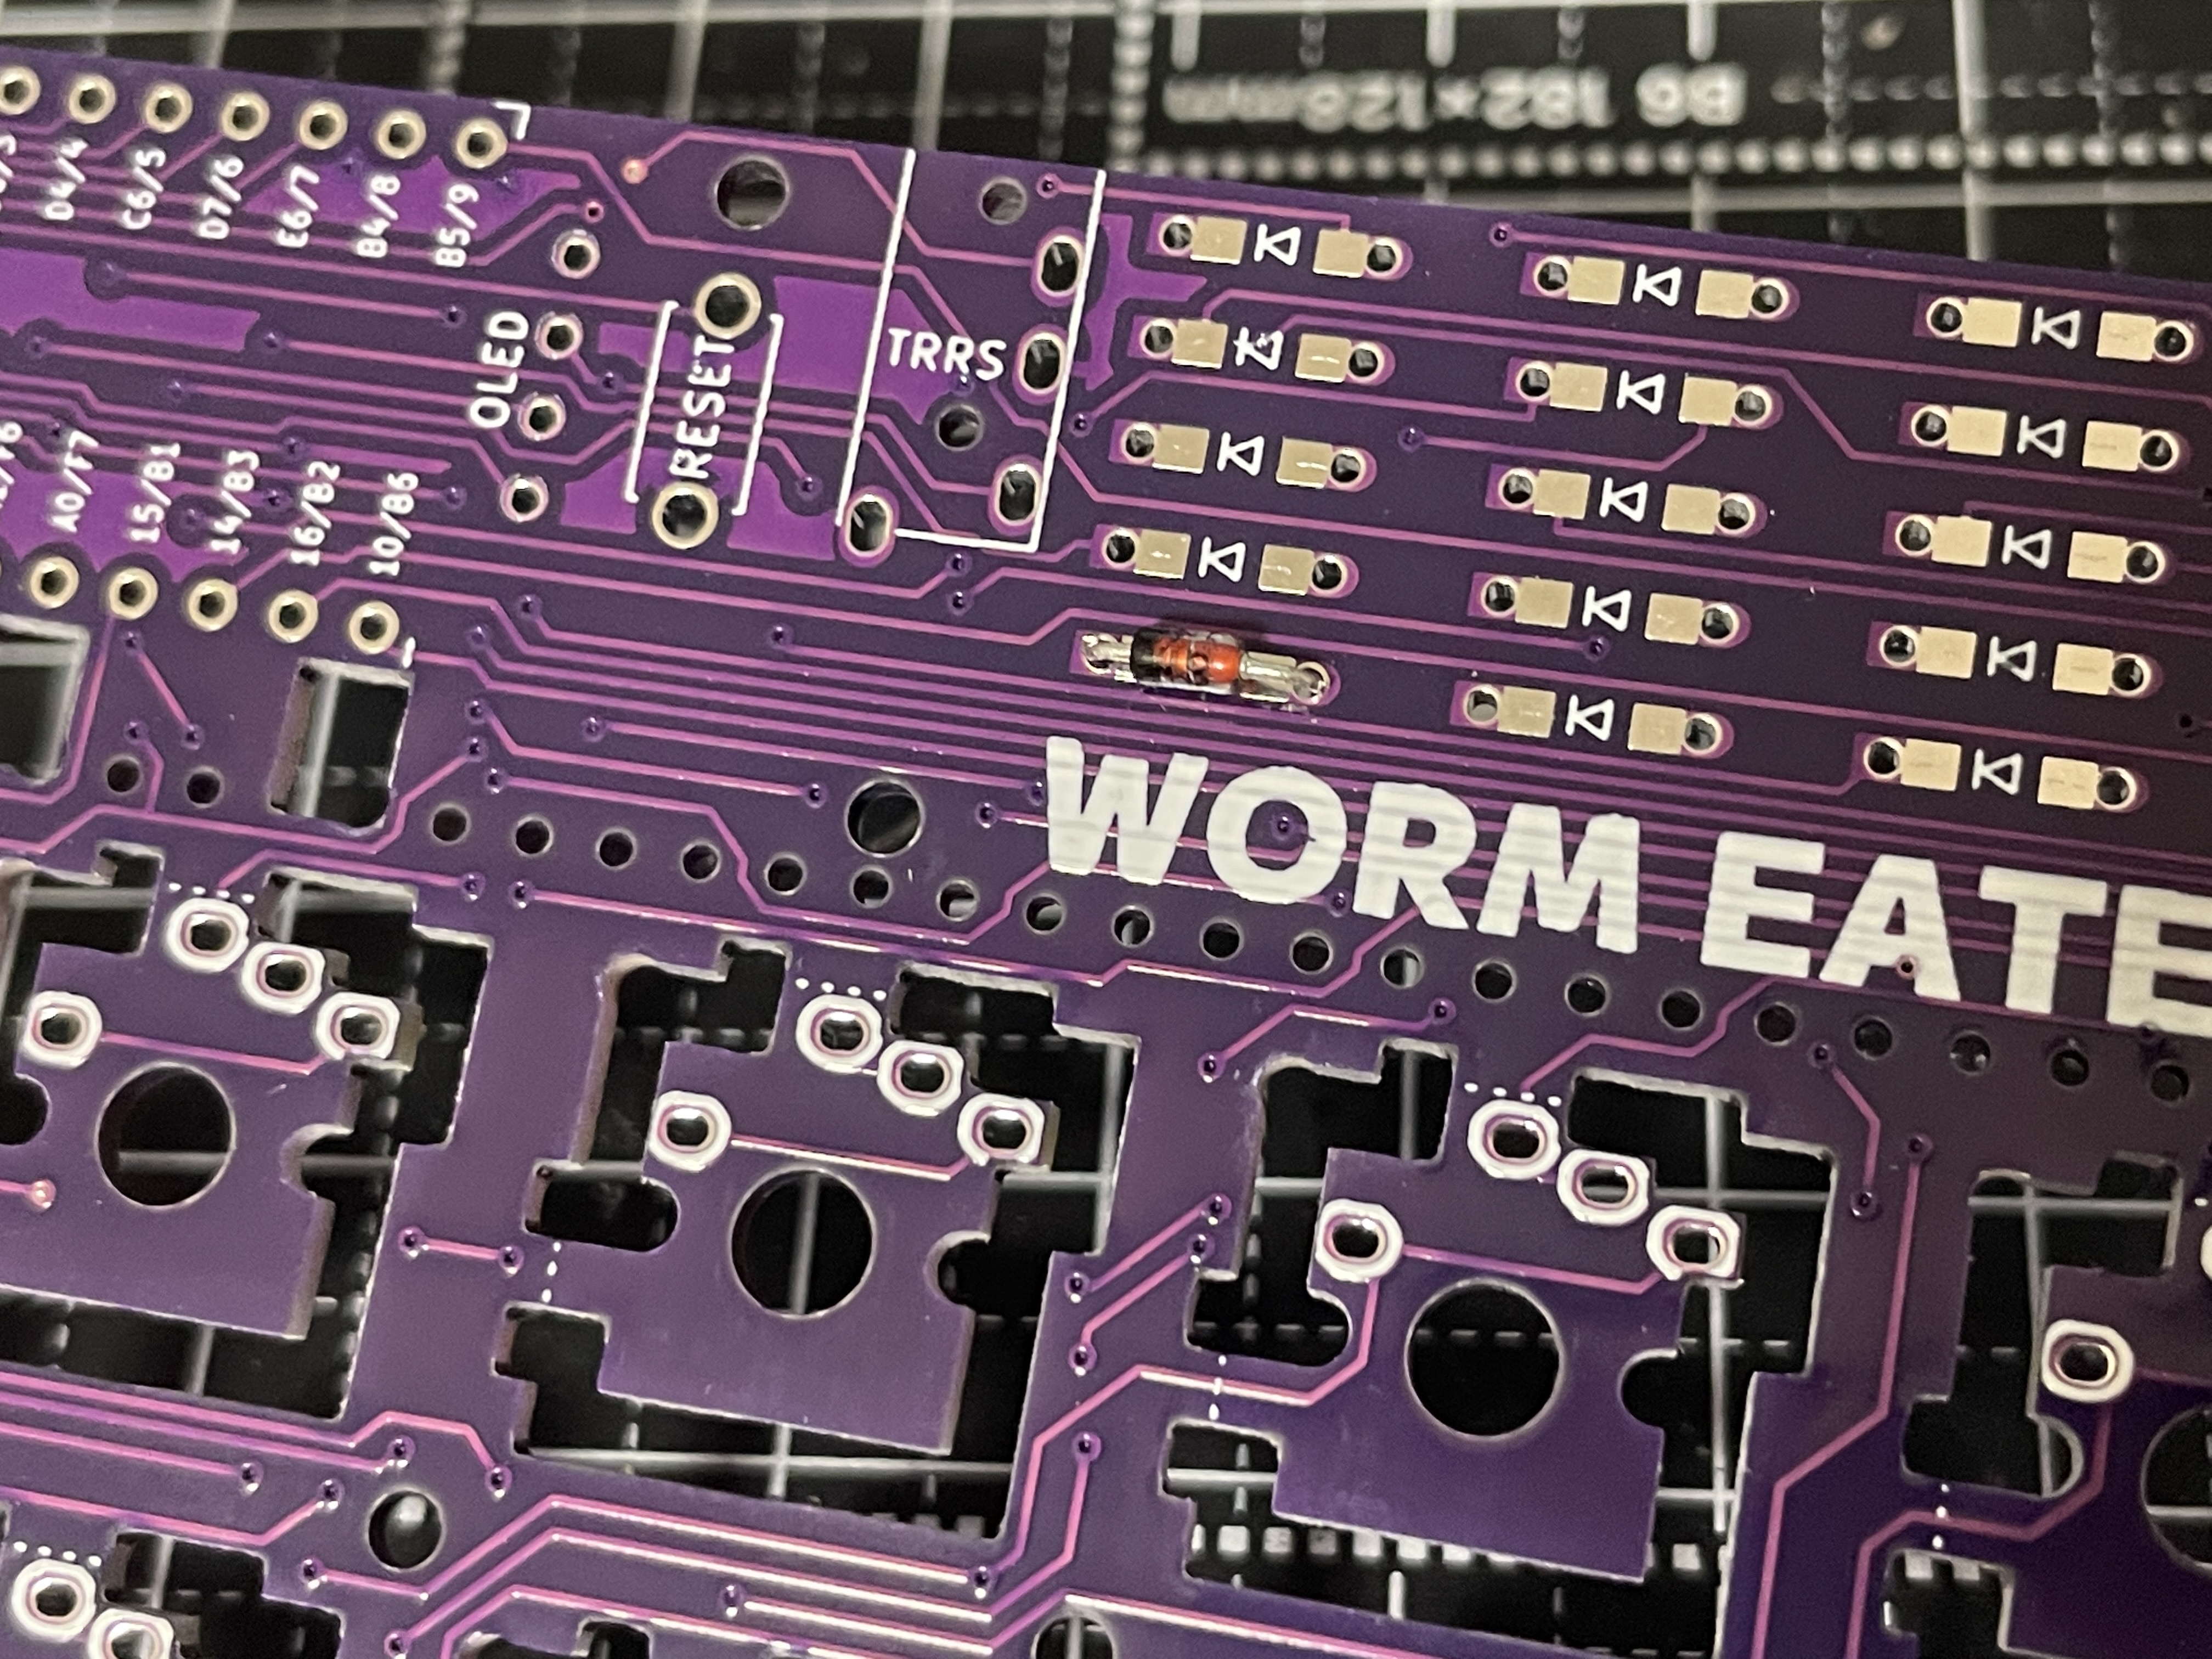 B6 182×128mm
D4/4
C6/5
D7/6
E6/7
B4/8
B5/9
OLED
RESET
TRRS
A0/F7
15/B1
14/B3
16/B2
10/B6
WORM EATE